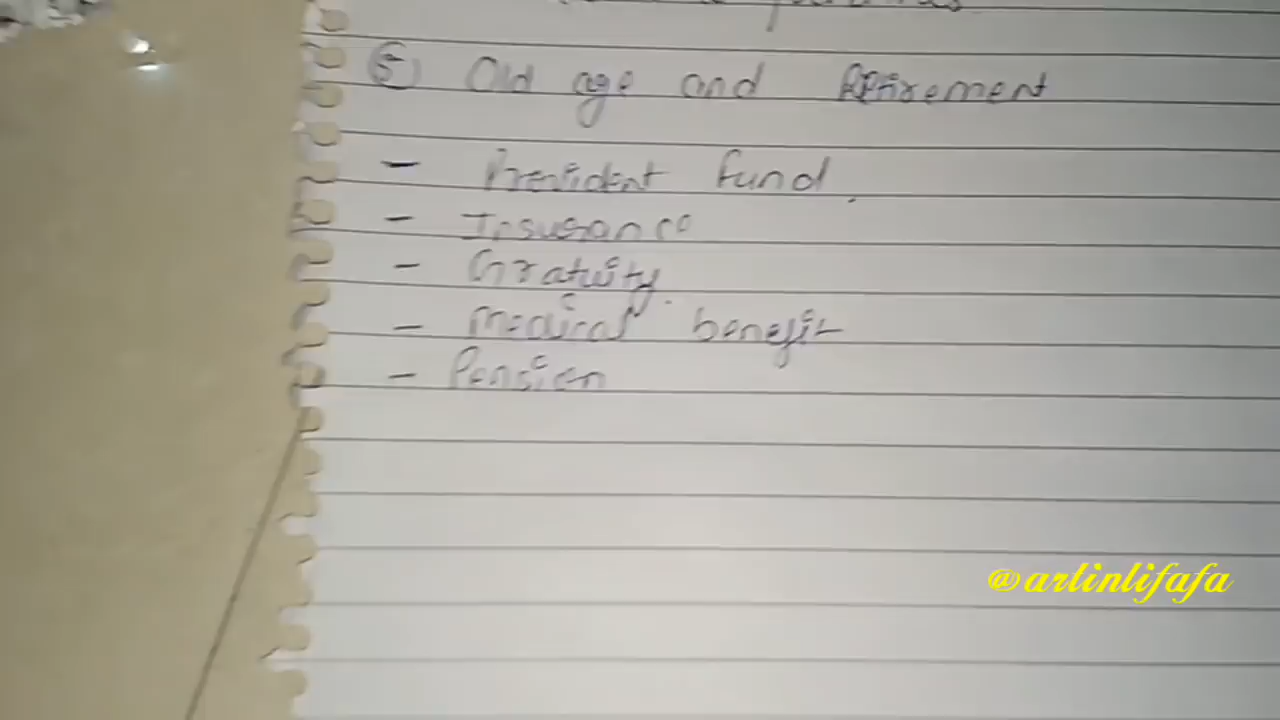 5) Old age and Retirement
- Provident fund
- Insurance
- Gratuity
- Medical benefit
- Pension
@artinlifafa